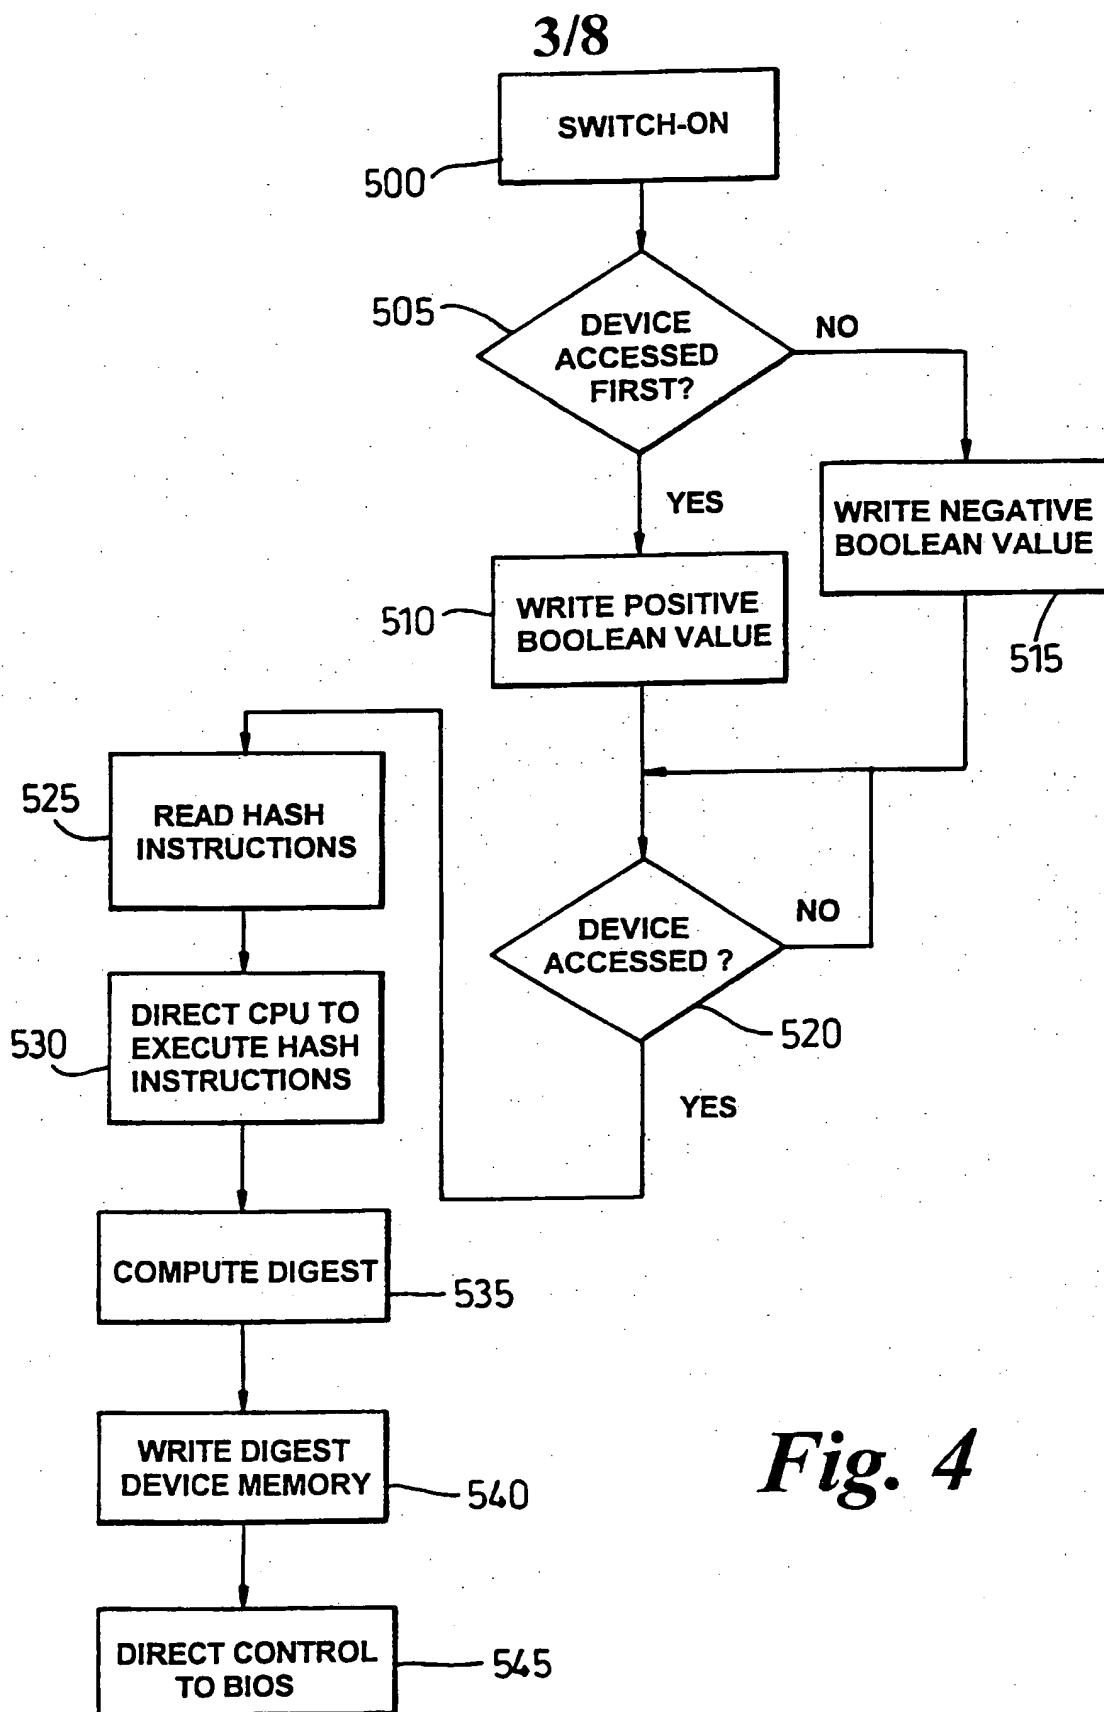 3/8
SWITCH-ON
500
505
DEVICE
ACCESSED
FIRST?
NO
YES
WRITE NEGATIVE
BOOLEAN VALUE
515
510
WRITE POSITIVE
BOOLEAN VALUE
525
READ HASH
INSTRUCTIONS
DEVICE
ACCESSED ?
NO
520
YES
530
DIRECT CPU TO
EXECUTE HASH
INSTRUCTIONS
COMPUTE DIGEST
535
WRITE DIGEST
DEVICE MEMORY
540
DIRECT CONTROL
TO BIOS
545
Fig. 4